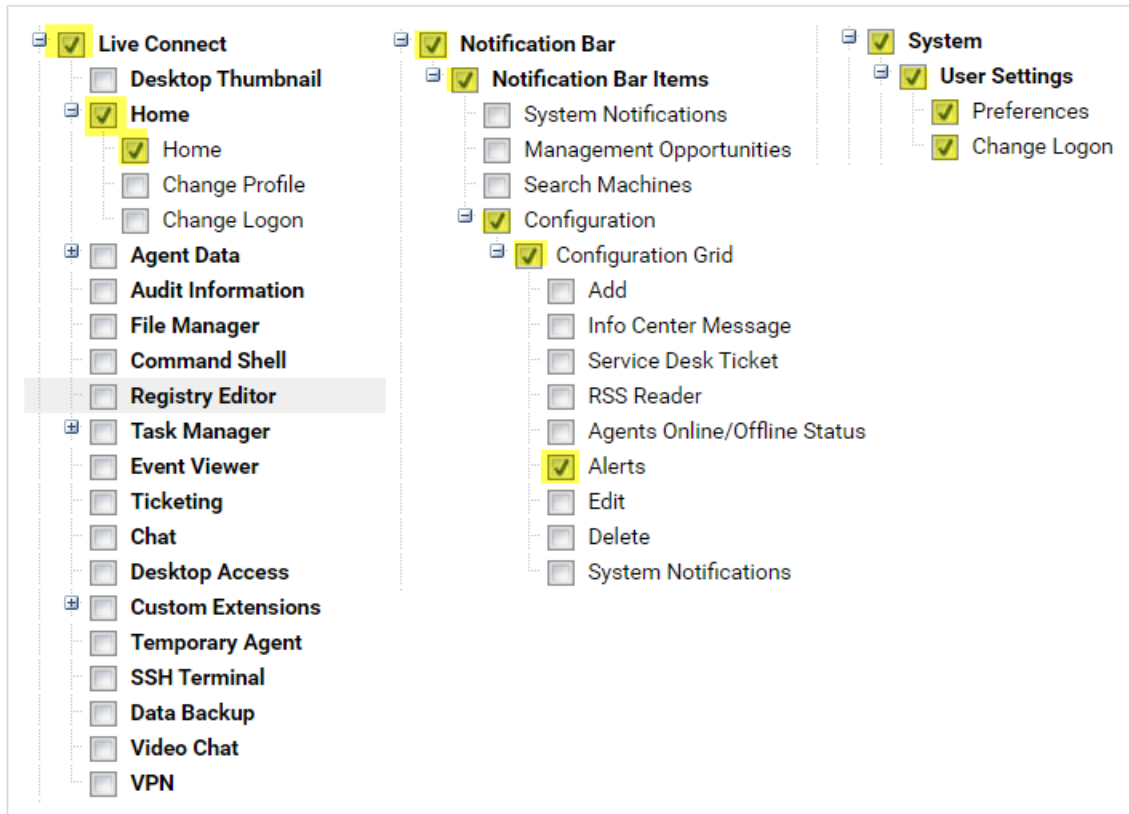 Live Connect
Desktop Thumbnail
Home
Home
Change Profile
Change Logon
Agent Data
Audit Information
File Manager
Command Shell
Registry Editor
Task Manager
Event Viewer
Ticketing
Chat
Desktop Access
Custom Extensions
Temporary Agent
SSH Terminal
Data Backup
Video Chat
VPN
Notification Bar
Notification Bar Items
System Notifications
Management Opportunities
Search Machines
Configuration
Configuration Grid
Add
Info Center Message
Service Desk Ticket
RSS Reader
Agents Online/Offline Status
Alerts
Edit
Delete
System Notifications
System
User Settings
Preferences
Change Logon